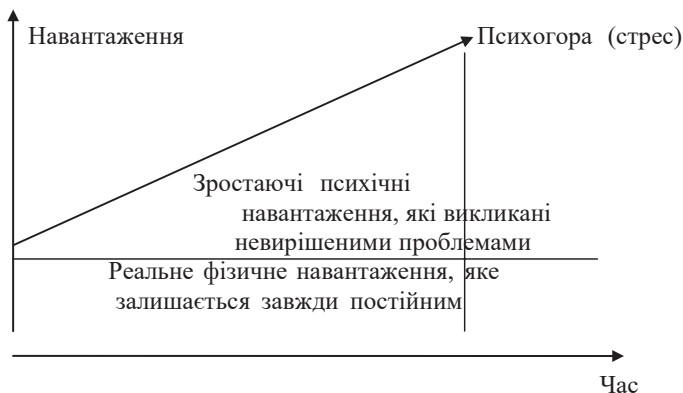 Навантаження
Психогора (стрес)
Зростаючі психічні
навантаження, які викликані
невирішеними проблемами
Реальне фізичне навантаження, яке
залишається завжди постійним
Час